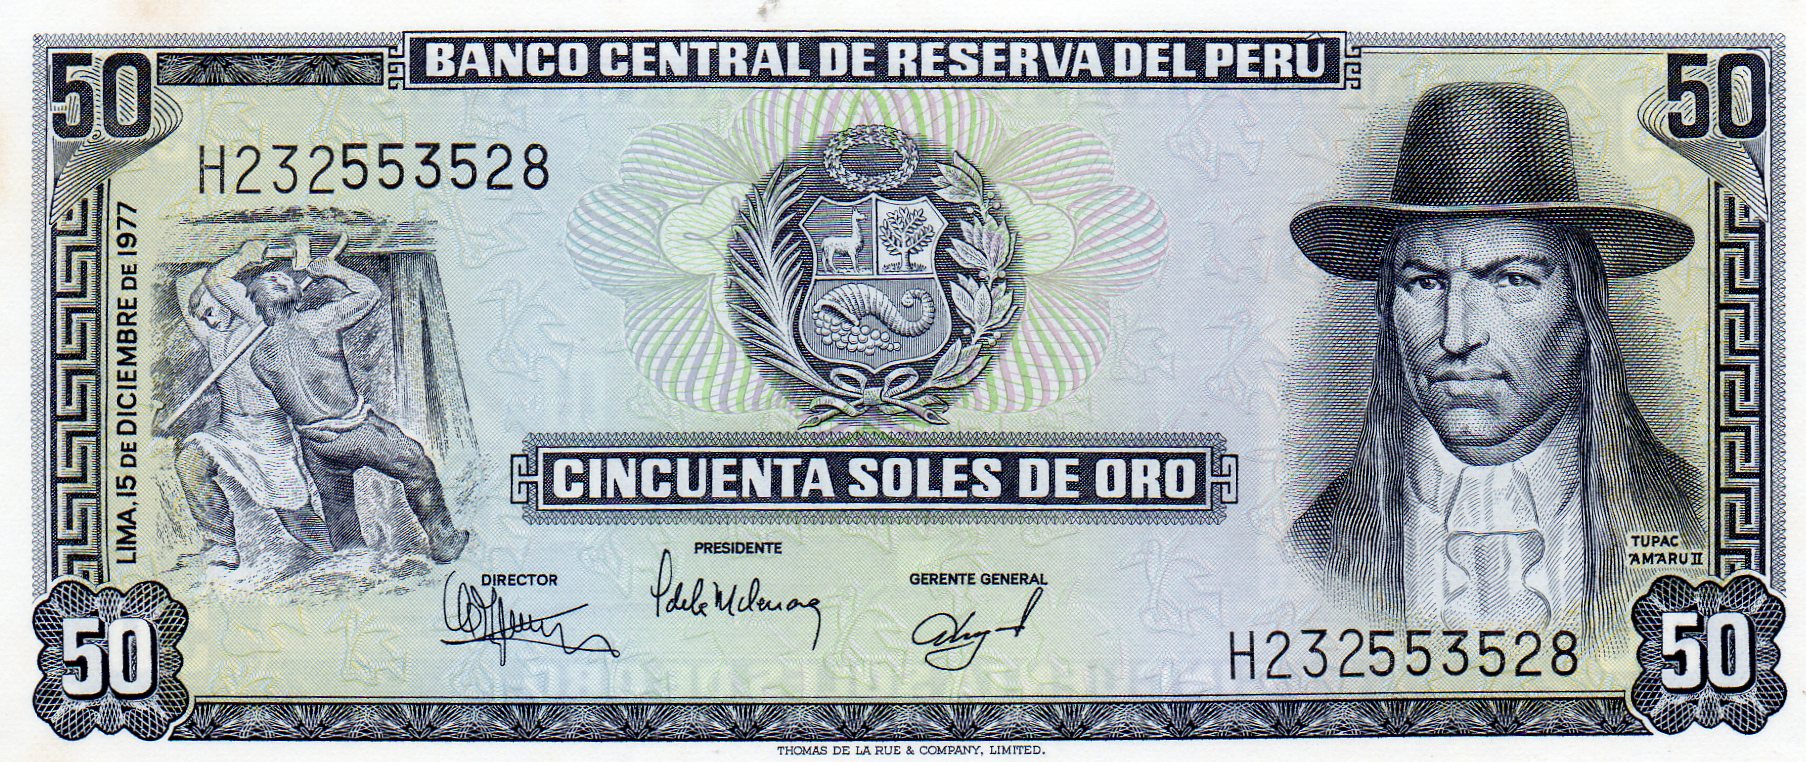 BANCO CENTRAL DE RESERVA DEL PERÚ
50
50
H232553528
LIMA, 15 DE DICIEMBRE DE 1977
CINCUENTA SOLES DE ORO
TUPAC
AMARU II
PRESIDENTE
DIRECTOR
GERENTE GENERAL
H232553528
50
50
THOMAS DE LA RUE & COMPANY, LIMITED.